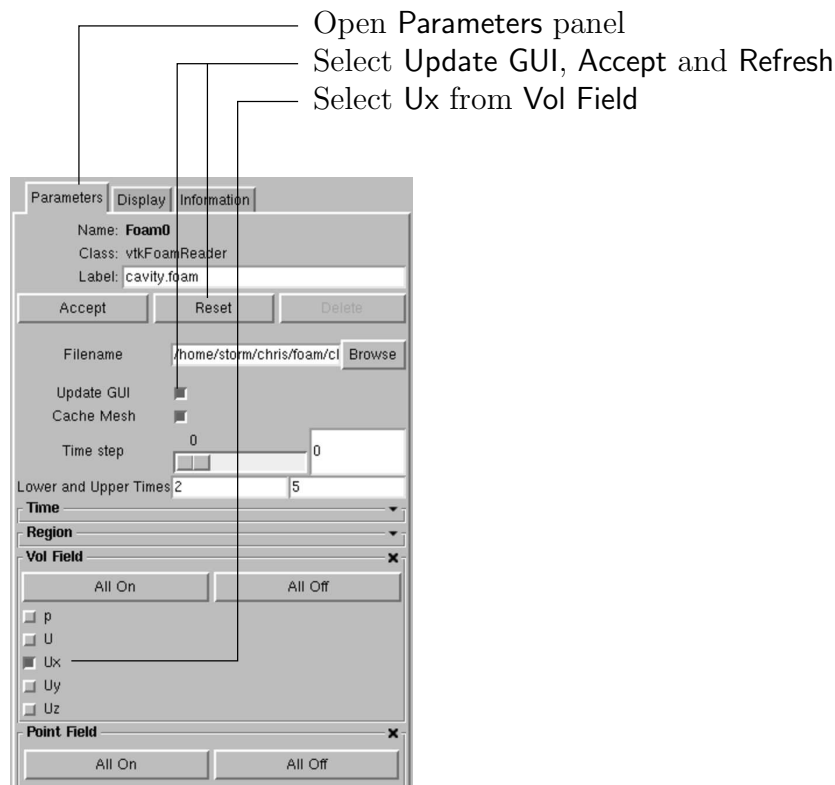 Open Parameters panel
Select Update GUI, Accept and Refresh
Select Ux from Vol Field
Parameters Display Information
Name: Foam0
Class: vtkFoamReader
Label: cavity.foam
Accept Reset Delete
Filename /home/storm/chris/foam/cl Browse
Update GUI
Cache Mesh
0
Time step 0
Lower and Upper Times 2 5
Time
Region
Vol Field
All On All Off
p
U
Ux
Uy
Uz
Point Field
All On All Off